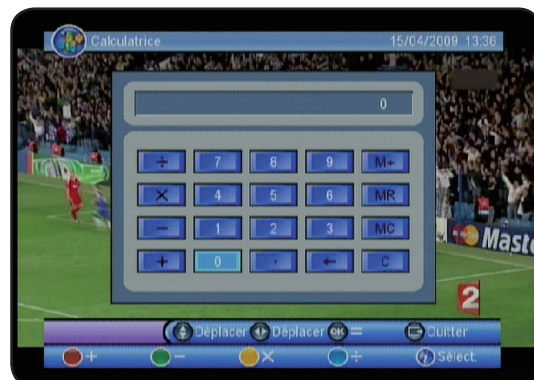 Calculatrice 15/04/2009 13:36
0
÷ 7 8 9 M+
× 4 5 6 MR
− 1 2 3 MC
+ 0 . ← C
Mast
2
Déplacer Déplacer OK = Quitter
+ − × ÷ i Sélect.